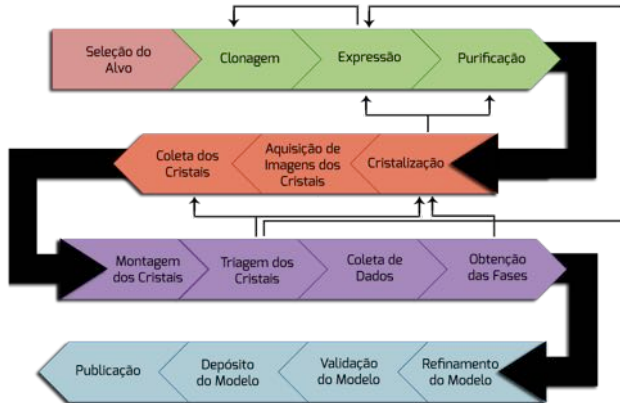 Seleção do
Alvo
Clonagem
Expressão
Purificação
Coleta dos
Cristais
Aquisição de
Imagens dos
Cristais
Cristalização
Montagem
dos Cristais
Triagem dos
Cristais
Coleta de
Dados
Obtenção
das Fases
Publicação
Depósito
do Modelo
Validação
do Modelo
Refinamento
do Modelo